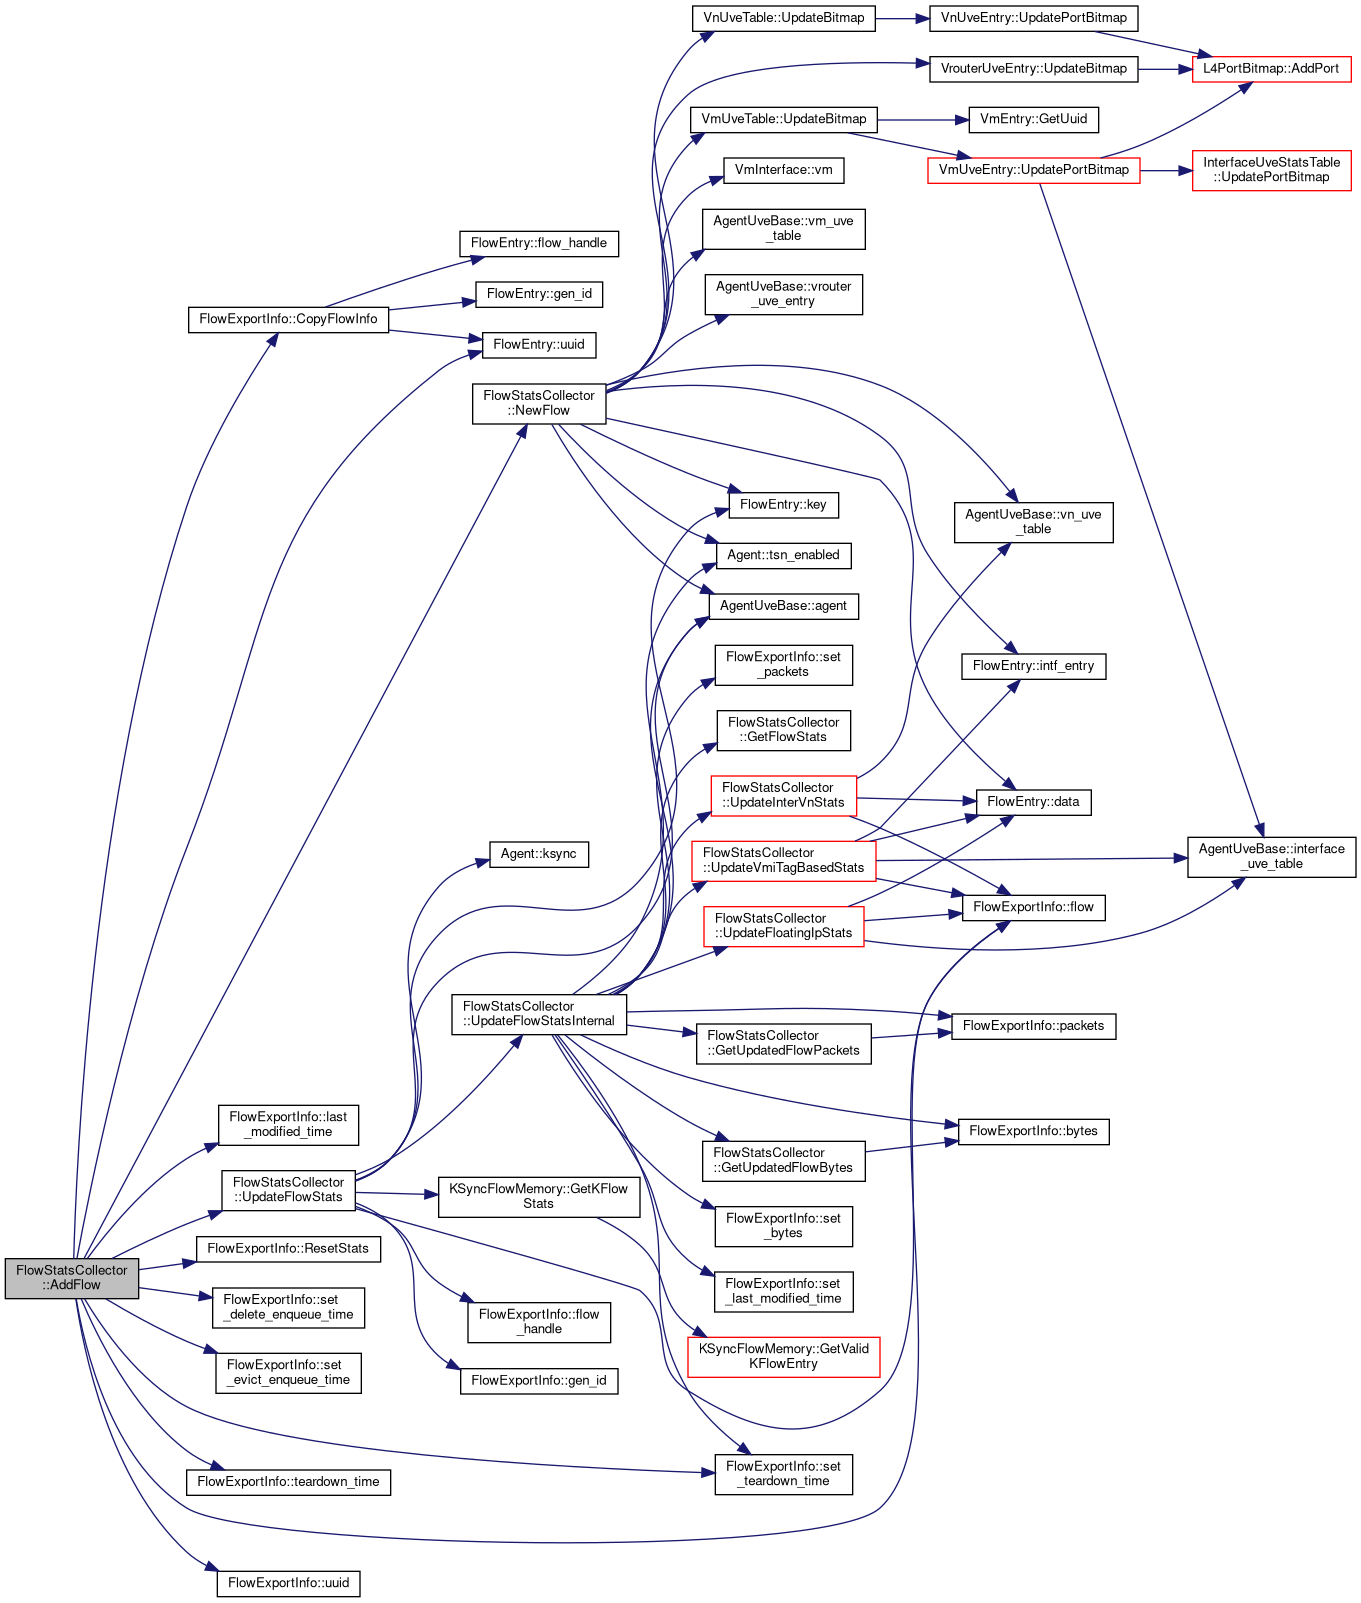 VnUveTable::UpdateBitmap
VnUveEntry::UpdatePortBitmap
VrouterUveEntry::UpdateBitmap
L4PortBitmap::AddPort
VmUveTable::UpdateBitmap
VmEntry::GetUuid
VmInterface::vm
VmUveEntry::UpdatePortBitmap
InterfaceUveStatsTable
::UpdatePortBitmap
AgentUveBase::vm_uve
_table
FlowEntry::flow_handle
AgentUveBase::vrouter
_uve_entry
FlowEntry::gen_id
FlowExportInfo::CopyFlowInfo
FlowEntry::uuid
FlowStatsCollector
::NewFlow
FlowEntry::key
AgentUveBase::vn_uve
_table
Agent::tsn_enabled
AgentUveBase::agent
FlowExportInfo::set
_packets
FlowEntry::intf_entry
FlowStatsCollector
::GetFlowStats
FlowStatsCollector
::UpdateInterVnStats
FlowEntry::data
Agent::ksync
FlowStatsCollector
::UpdateVmiTagBasedStats
AgentUveBase::interface
_uve_table
FlowExportInfo::flow
FlowStatsCollector
::UpdateFloatingIpStats
FlowStatsCollector
::UpdateFlowStatsInternal
FlowExportInfo::packets
FlowStatsCollector
::GetUpdatedFlowPackets
FlowExportInfo::last
_modified_time
FlowExportInfo::bytes
FlowStatsCollector
::GetUpdatedFlowBytes
FlowStatsCollector
::UpdateFlowStats
KSyncFlowMemory::GetKFlow
Stats
FlowExportInfo::set
_bytes
FlowExportInfo::ResetStats
FlowStatsCollector
::AddFlow
FlowExportInfo::set
_last_modified_time
FlowExportInfo::set
_delete_enqueue_time
FlowExportInfo::flow
_handle
KSyncFlowMemory::GetValid
KFlowEntry
FlowExportInfo::set
_evict_enqueue_time
FlowExportInfo::gen_id
FlowExportInfo::teardown_time
FlowExportInfo::set
_teardown_time
FlowExportInfo::uuid